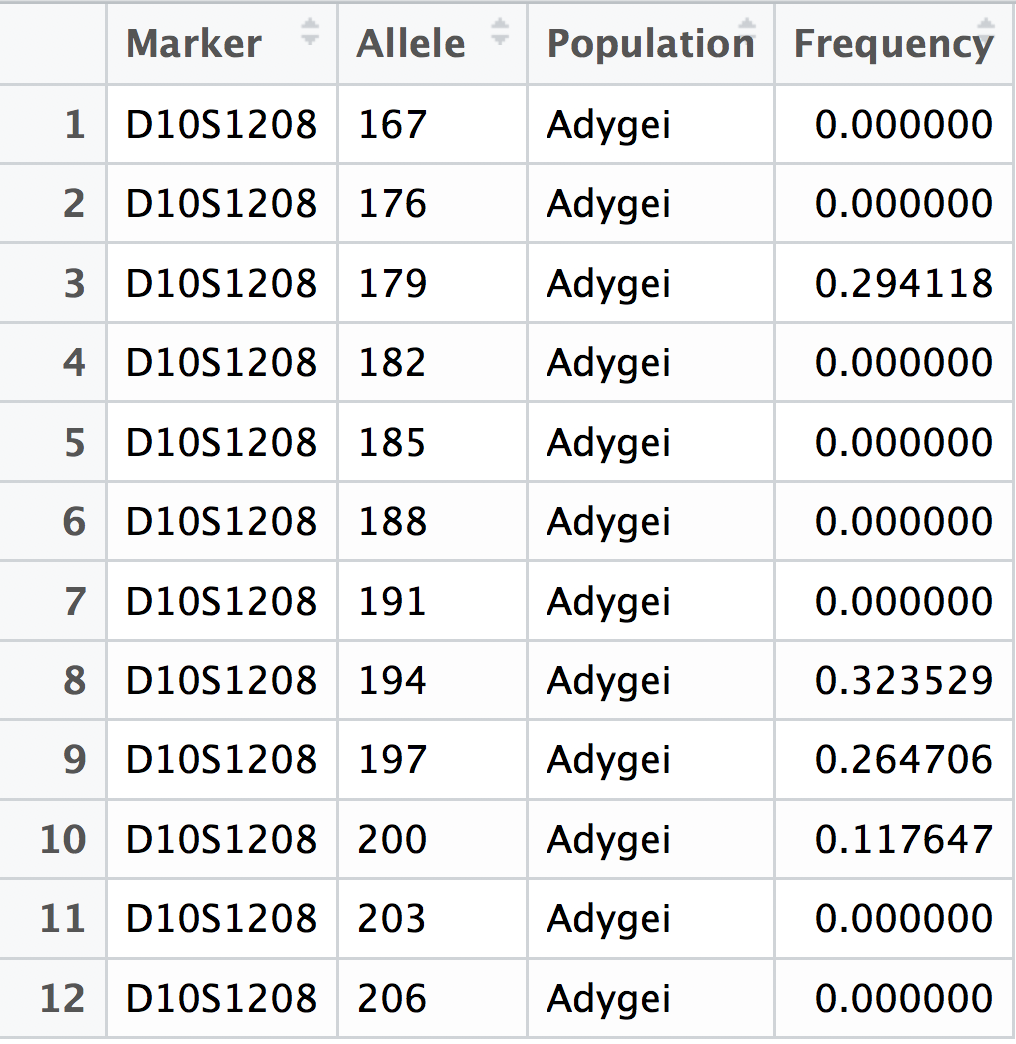 Marker Allele Population Frequency
1 D10S1208 167 Adygei 0.000000
2 D10S1208 176 Adygei 0.000000
3 D10S1208 179 Adygei 0.294118
4 D10S1208 182 Adygei 0.000000
5 D10S1208 185 Adygei 0.000000
6 D10S1208 188 Adygei 0.000000
7 D10S1208 191 Adygei 0.000000
8 D10S1208 194 Adygei 0.323529
9 D10S1208 197 Adygei 0.264706
10 D10S1208 200 Adygei 0.117647
11 D10S1208 203 Adygei 0.000000
12 D10S1208 206 Adygei 0.000000